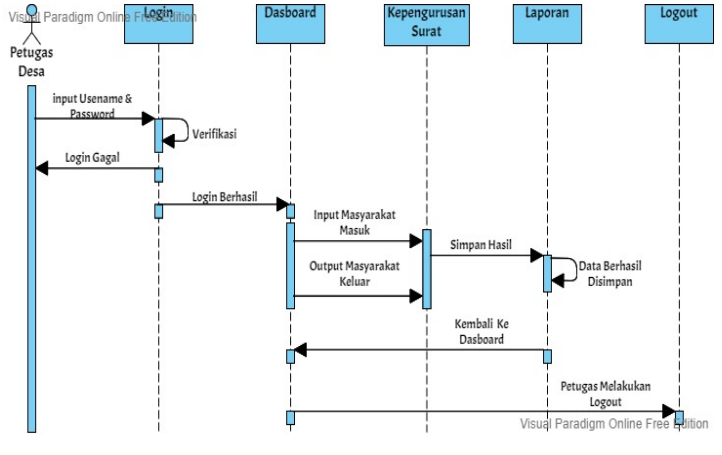 Visual Paradigm Online Free Edition
Login
Dasboard
Kepengurusan
Surat
Laporan
Logout
Petugas
Desa
input Usename &
Password
Verifikasi
Login Gagal
Login Berhasil
Input Masyarakat
Masuk
Simpan Hasil
Output Masyarakat
Keluar
Data Berhasil
Disimpan
Kembali Ke
Dasboard
Petugas Melakukan
Logout
Visual Paradigm Online Free Edition